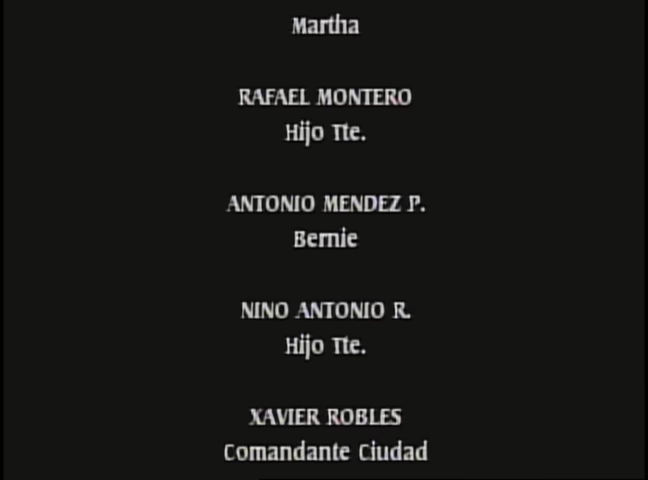 Martha
RAFAEL MONTERO
Hijo Tte.
ANTONIO MENDEZ P.
Bernie
NINO ANTONIO R.
Hijo Tte.
XAVIER ROBLES
Comandante Ciudad